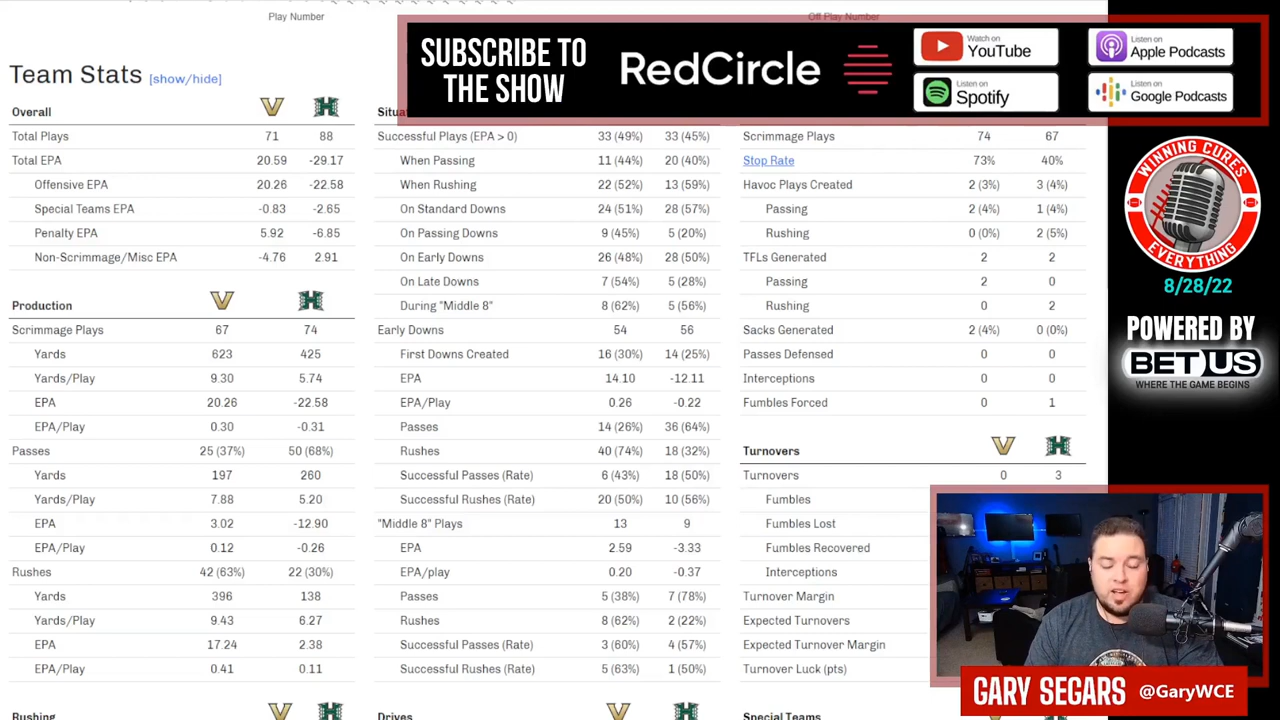 Play Number
Off Play Number
SUBSCRIBE TO
THE SHOW
RedCircle
Watch on
YouTube
Listen on
Apple Podcasts
Listen on
Spotify
Listen on
Google Podcasts
Team Stats [show/hide]
Overall
Total Plays 71 88
Total EPA 20.59 -29.17
Offensive EPA 20.26 -22.58
Special Teams EPA -0.83 -2.65
Penalty EPA 5.92 -6.85
Non-Scrimmage/Misc EPA -4.76 2.91
Production
Scrimmage Plays 67 74
Yards 623 425
Yards/Play 9.30 5.74
EPA 20.26 -22.58
EPA/Play 0.30 -0.31
Passes 25 (37%) 50 (68%)
Yards 197 260
Yards/Play 7.88 5.20
EPA 3.02 -12.90
EPA/Play 0.12 -0.26
Rushes 42 (63%) 22 (30%)
Yards 396 138
Yards/Play 9.43 6.27
EPA 17.24 2.38
EPA/Play 0.41 0.11
Rushing
Successful Plays (EPA > 0) 33 (49%) 33 (45%)
When Passing 11 (44%) 20 (40%)
When Rushing 22 (52%) 13 (59%)
On Standard Downs 24 (51%) 28 (57%)
On Passing Downs 9 (45%) 5 (20%)
On Early Downs 26 (48%) 28 (50%)
On Late Downs 7 (54%) 5 (28%)
During "Middle 8" 8 (62%) 5 (56%)
Early Downs 54 56
First Downs Created 16 (30%) 14 (25%)
EPA 14.10 -12.11
EPA/Play 0.26 -0.22
Passes 14 (26%) 36 (64%)
Rushes 40 (74%) 18 (32%)
Successful Passes (Rate) 6 (43%) 18 (50%)
Successful Rushes (Rate) 20 (50%) 10 (56%)
"Middle 8" Plays 13 9
EPA 2.59 -3.33
EPA/play 0.20 -0.37
Passes 5 (38%) 7 (78%)
Rushes 8 (62%) 2 (22%)
Successful Passes (Rate) 3 (60%) 4 (57%)
Successful Rushes (Rate) 5 (63%) 1 (50%)
Drives
Scrimmage Plays 74 67
Stop Rate 73% 40%
Havoc Plays Created 2 (3%) 3 (4%)
Passing 2 (4%) 1 (4%)
Rushing 0 (0%) 2 (5%)
TFLs Generated 2 2
Passing 2 0
Rushing 0 2
Sacks Generated 2 (4%) 0 (0%)
Passes Defensed 0 0
Interceptions 0 0
Fumbles Forced 0 1
Turnovers
Turnovers 0 3
Fumbles
Fumbles Lost
Fumbles Recovered
Interceptions
Turnover Margin
Expected Turnovers
Expected Turnover Margin
Turnover Luck (pts)
Special Teams
WINNING CURES
EVERYTHING
8/28/22
POWERED BY
BETUS
WHERE THE GAME BEGINS
GARY SEGARS @GaryWCE